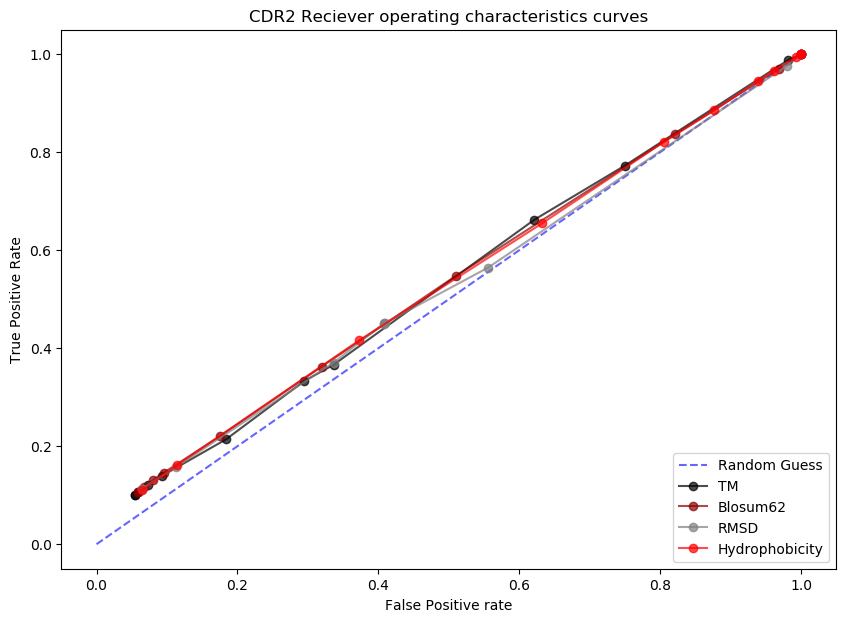 CDR2 Reciever operating characteristics curves
True Positive Rate
1.0
0.8
0.6
0.4
0.2
0.0
0.0 0.2 0.4 0.6 0.8 1.0
False Positive rate
Random Guess
TM
Blosum62
RMSD
Hydrophobicity